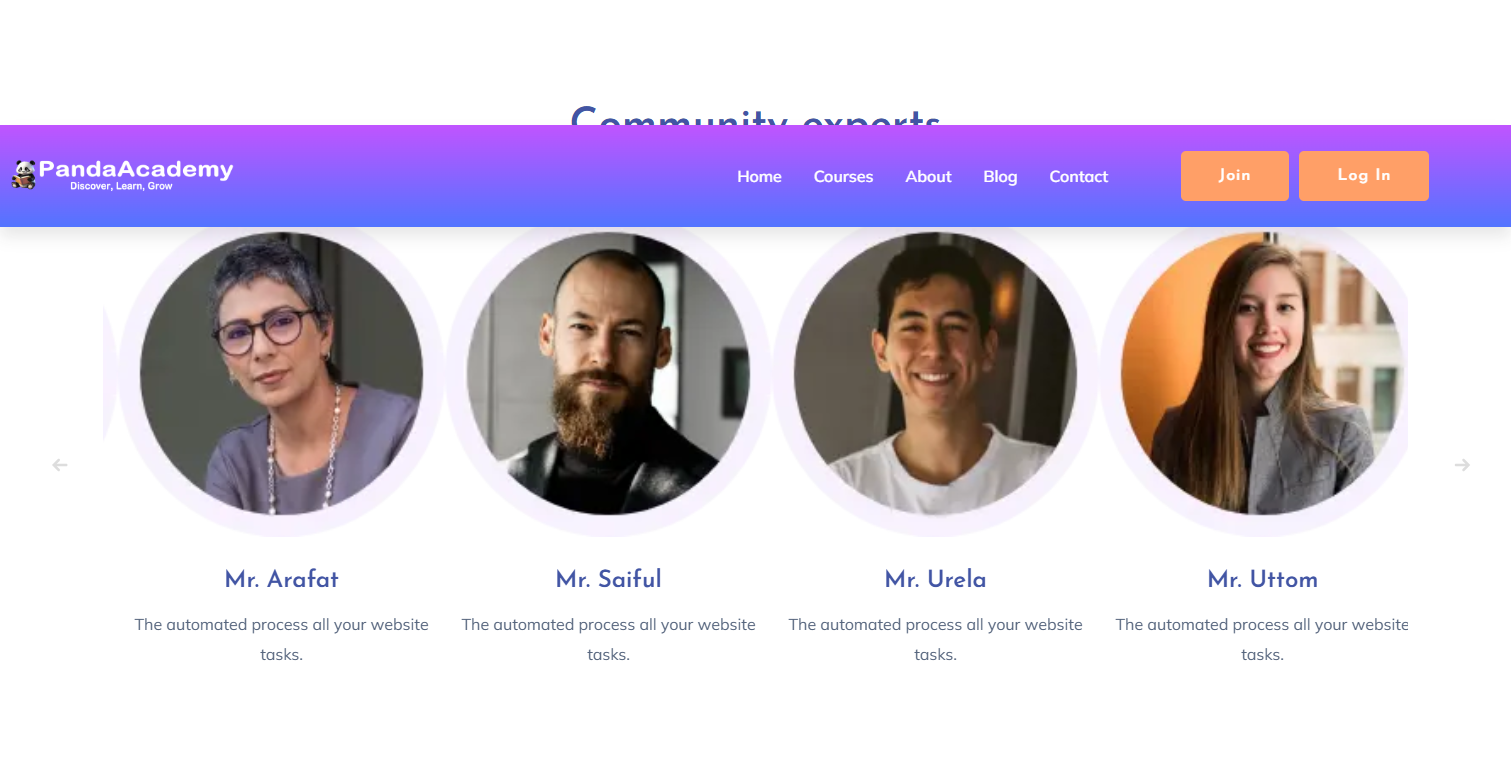 Community experts
PandaAcademy
Discover, Learn, Grow
Home
Courses
About
Blog
Contact
Join
Log In
Mr. Arafat
The automated process all your website
tasks.
Mr. Saiful
The automated process all your website
tasks.
Mr. Urela
The automated process all your website
tasks.
Mr. Uttom
The automated process all your website
tasks.